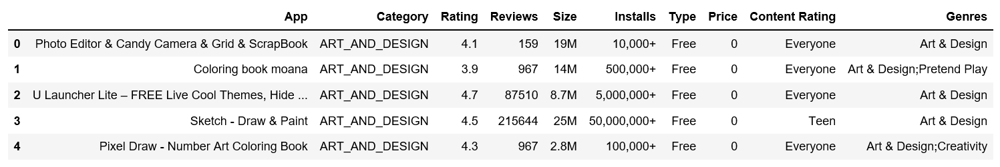 App Category Rating Reviews Size Installs Type Price Content Rating Genres
0 Photo Editor & Candy Camera & Grid & ScrapBook ART_AND_DESIGN 4.1 159 19M 10,000+ Free 0 Everyone Art & Design
1 Coloring book moana ART_AND_DESIGN 3.9 967 14M 500,000+ Free 0 Everyone Art & Design;Pretend Play
2 U Launcher Lite – FREE Live Cool Themes, Hide ... ART_AND_DESIGN 4.7 87510 8.7M 5,000,000+ Free 0 Everyone Art & Design
3 Sketch - Draw & Paint ART_AND_DESIGN 4.5 215644 25M 50,000,000+ Free 0 Teen Art & Design
4 Pixel Draw - Number Art Coloring Book ART_AND_DESIGN 4.3 967 2.8M 100,000+ Free 0 Everyone Art & Design;Creativity